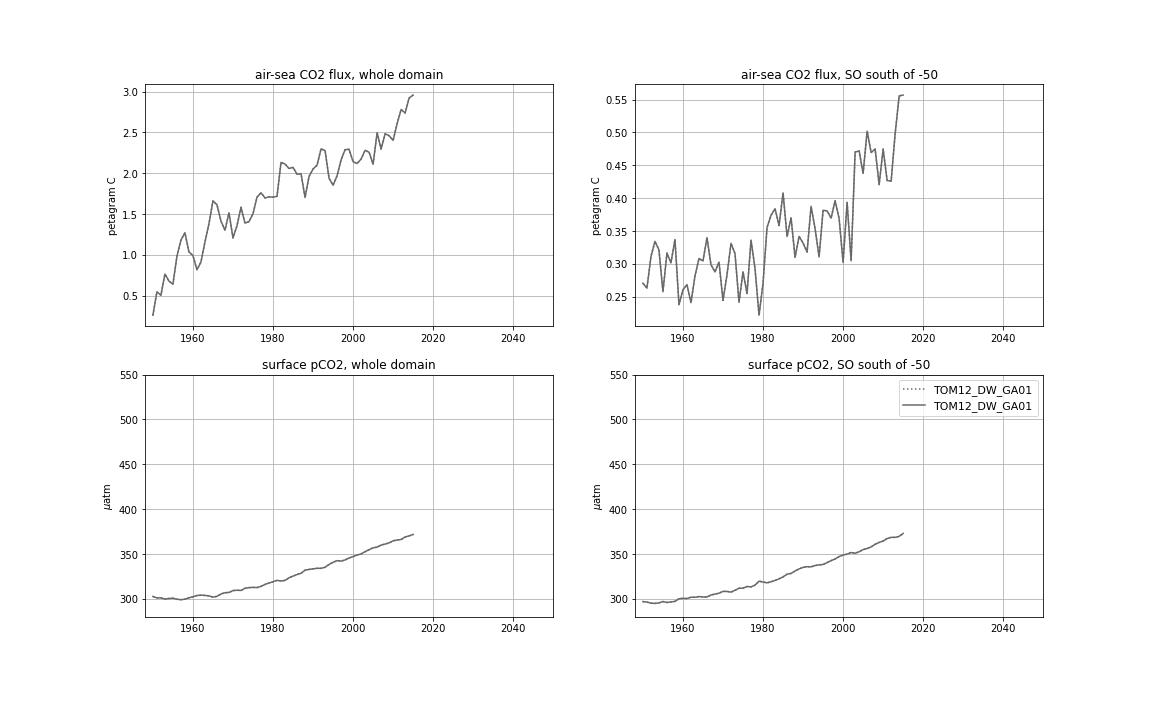 air-sea CO2 flux, whole domain
petagram C
3.0
2.5
2.0
1.5
1.0
0.5
1960 1980 2000 2020 2040
air-sea CO2 flux, SO south of -50
petagram C
0.55
0.50
0.45
0.40
0.35
0.30
0.25
1960 1980 2000 2020 2040
surface pCO2, whole domain
μatm
550
500
450
400
350
300
1960 1980 2000 2020 2040
surface pCO2, SO south of -50
μatm
550
500
450
400
350
300
1960 1980 2000 2020 2040
TOM12_DW_GA01
TOM12_DW_GA01